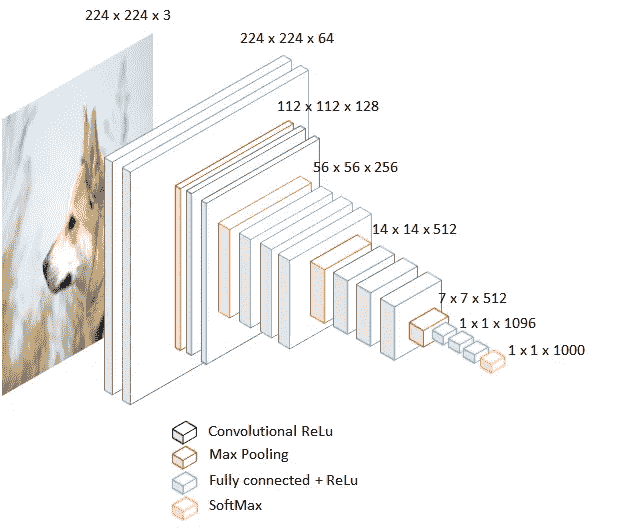 224 x 224 x 3
224 x 224 x 64
112 x 112 x 128
56 x 56 x 256
14 x 14 x 512
7 x 7 x 512
1 x 1 x 1096
1 x 1 x 1000
Convolutional ReLu
Max Pooling
Fully connected + ReLu
SoftMax